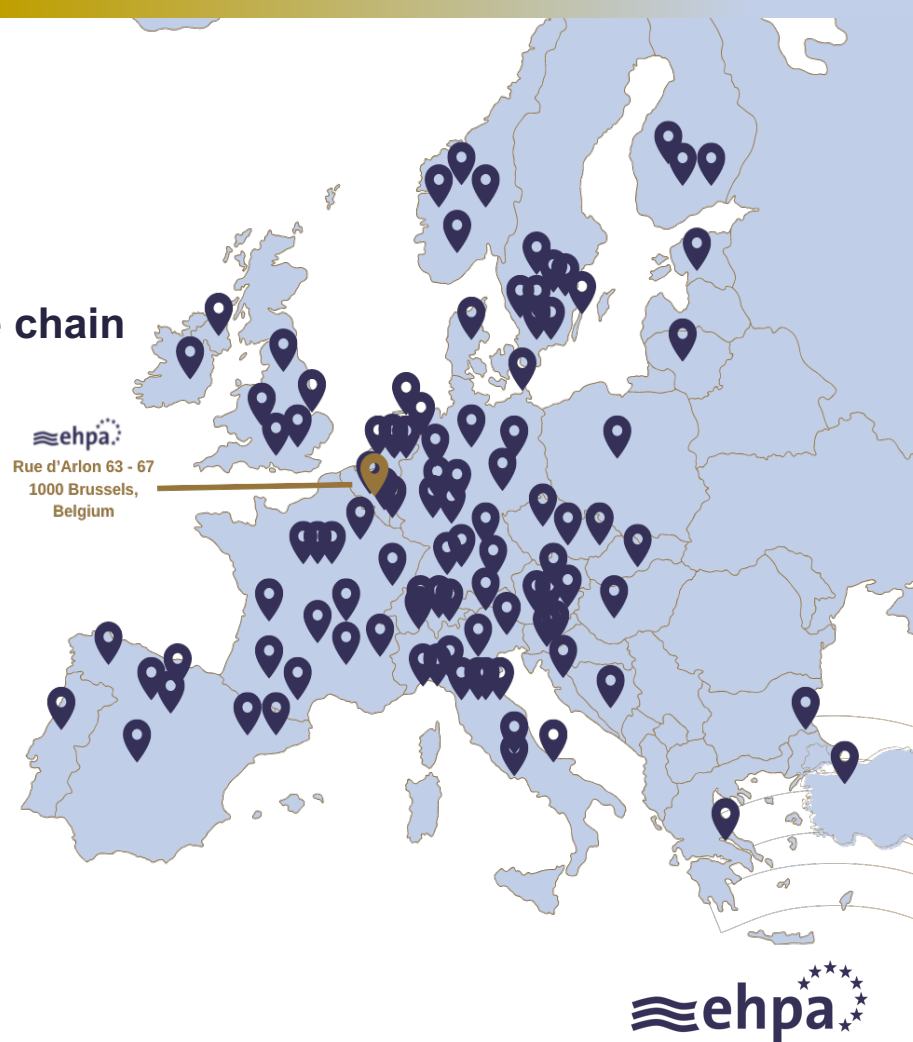 chain
ehpa
Rue d’Arlon 63 - 67
1000 Brussels,
Belgium
ehpa